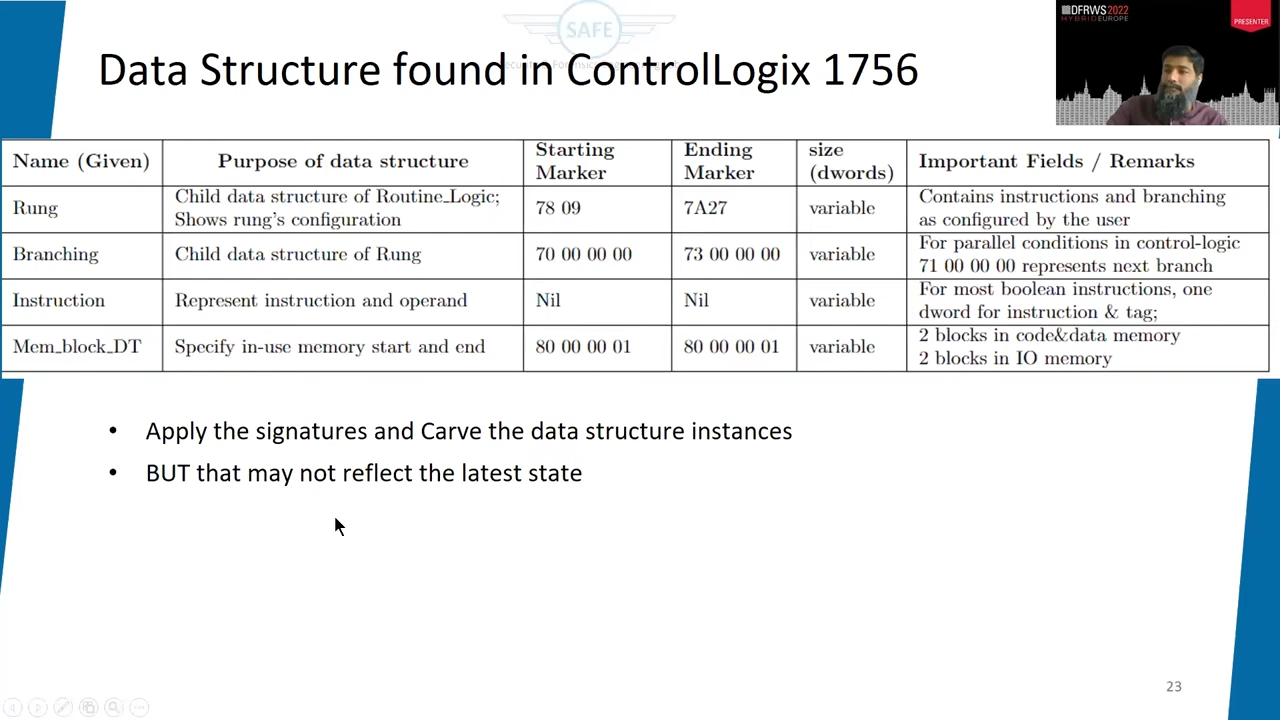 SAFE
DFRWS 2022
HYBRID EUROPE
PRESENTER
Data Structure found in ControlLogix 1756
Name (Given) Purpose of data structure Starting Marker Ending Marker size (dwords) Important Fields / Remarks
Rung
Child data structure of Routine_Logic;
Shows rung's configuration
78 09
7A27
variable
Contains instructions and branching
as configured by the user
Branching
Child data structure of Rung
70 00 00 00
73 00 00 00
variable
For parallel conditions in control-logic
71 00 00 00 represents next branch
Instruction
Represent instruction and operand
Nil
Nil
variable
For most boolean instructions, one
dword for instruction & tag;
Mem_block_DT
Specify in-use memory start and end
80 00 00 01
80 00 00 01
variable
2 blocks in code&data memory
2 blocks in IO memory
• Apply the signatures and Carve the data structure instances
• BUT that may not reflect the latest state
23